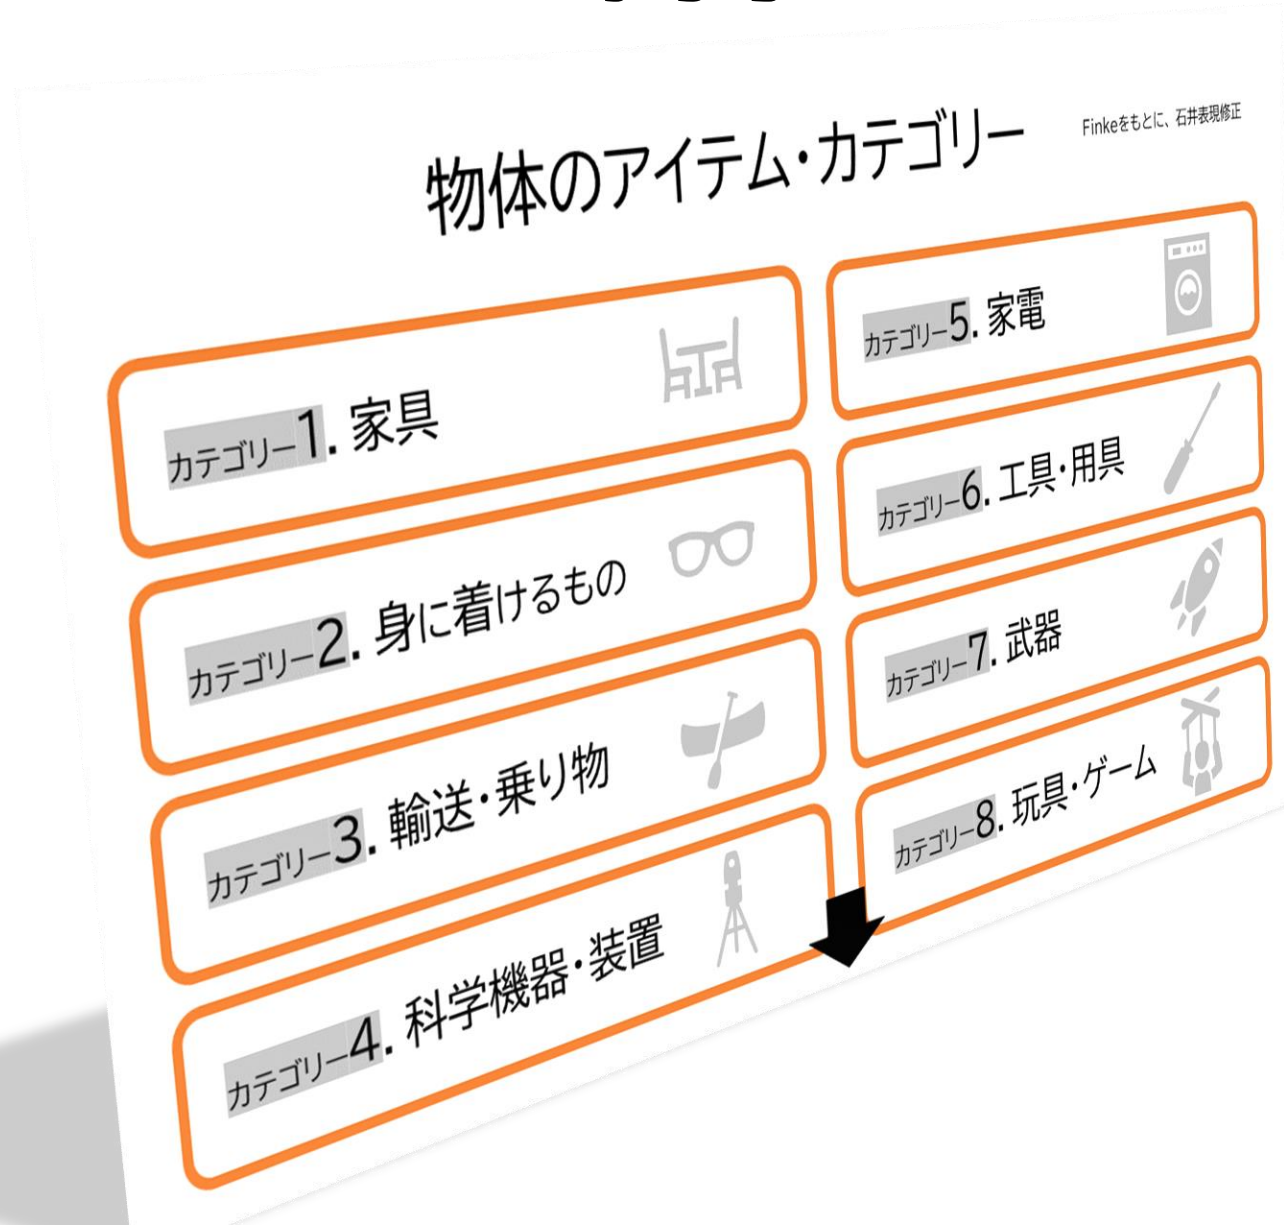 物体のアイテム・カテゴリー
Finkeをもとに、石井表現修正
カテゴリー1. 家具
カテゴリー2. 身に着けるもの
カテゴリー3. 輸送・乗り物
カテゴリー4. 科学機器・装置
カテゴリー5. 家電
カテゴリー6. 工具・用具
カテゴリー7. 武器
カテゴリー8. 玩具・ゲーム